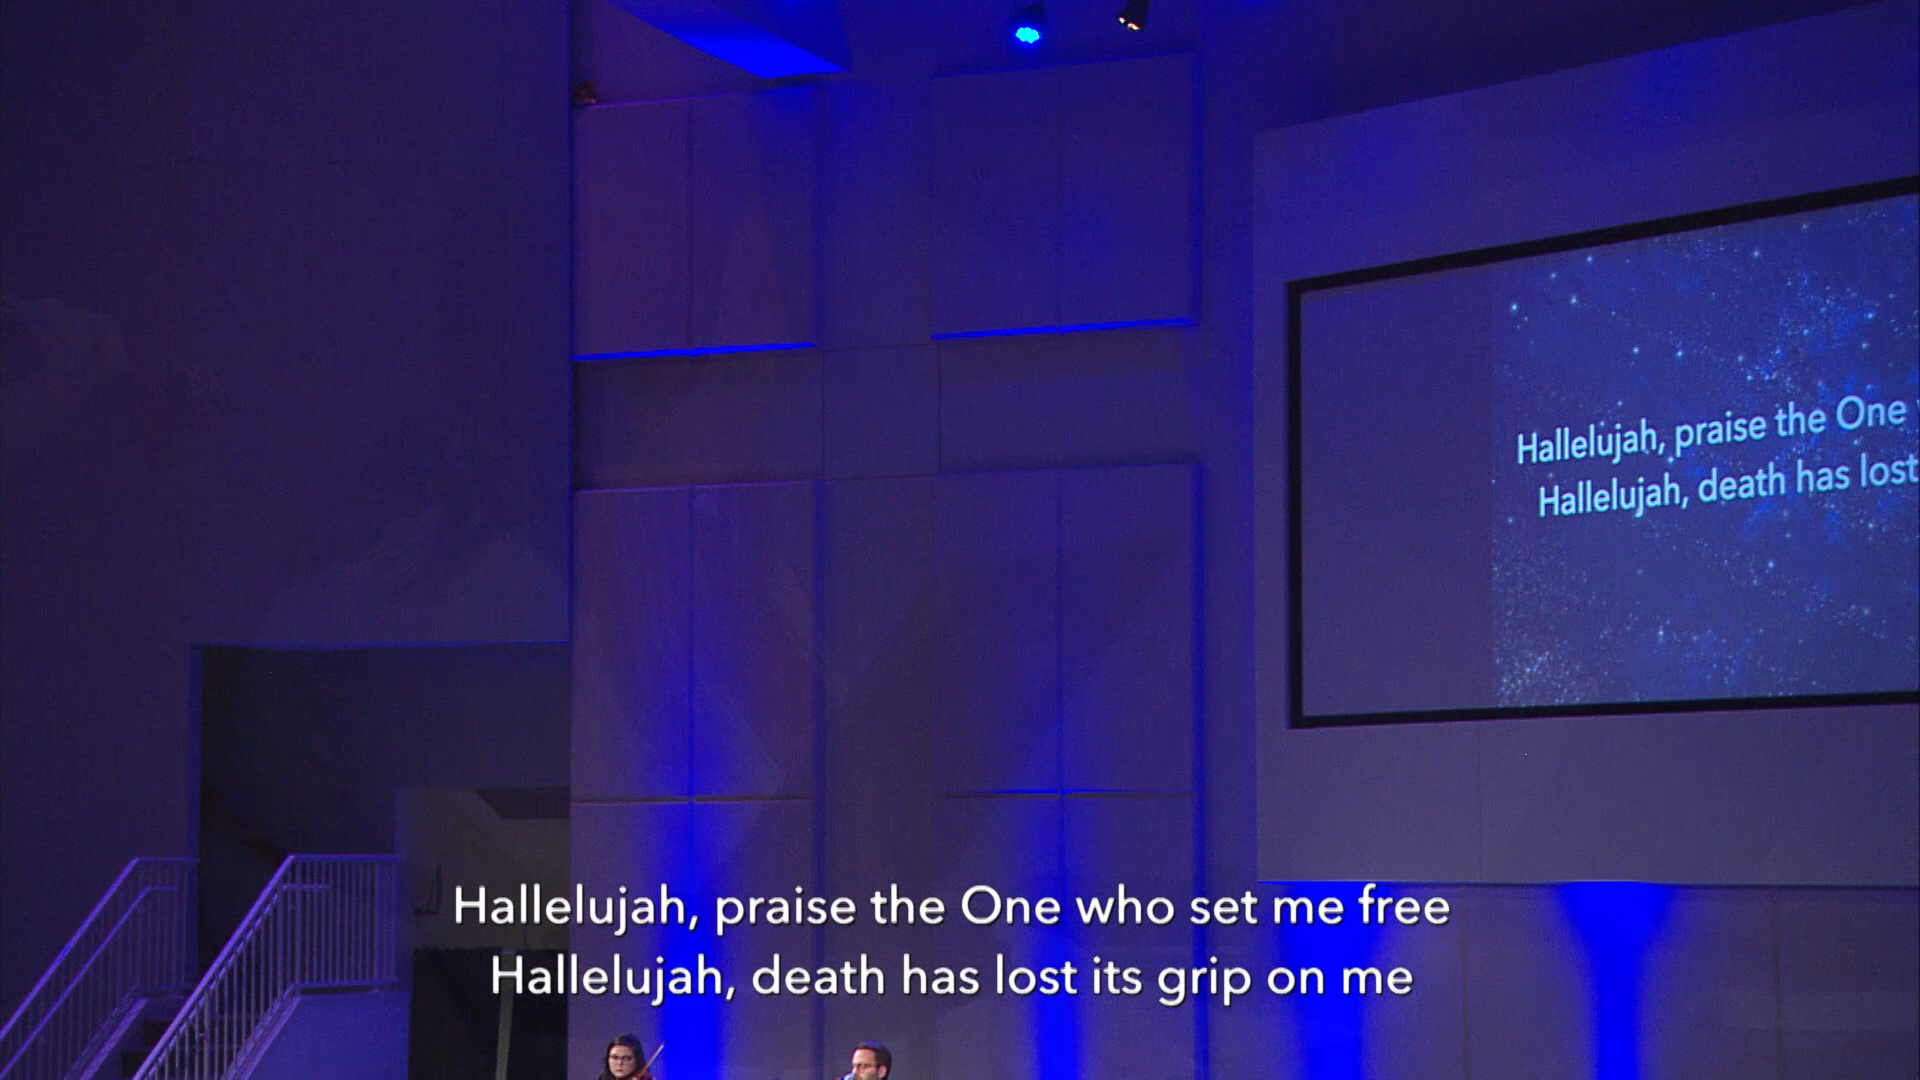 Hallelujah, praise the One
Hallelujah, death has lost
Hallelujah, praise the One who set me free
Hallelujah, death has lost its grip on me